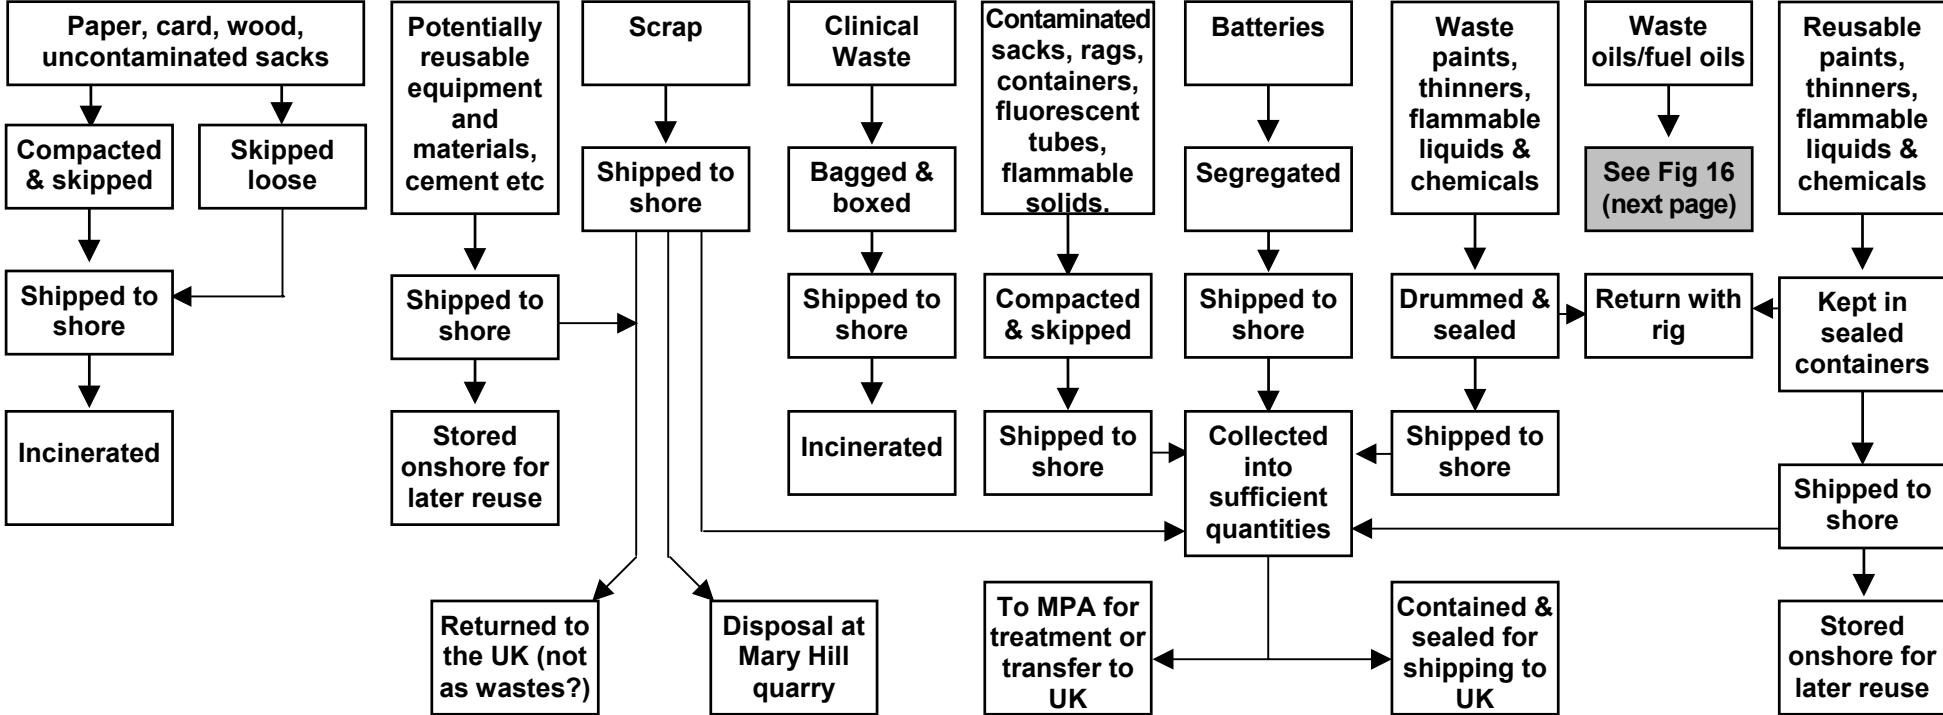 Paper, card, wood,
uncontaminated sacks
Potentially
reusable
equipment
and
materials,
cement etc
Scrap
Clinical
Waste
Contaminated
sacks, rags,
containers,
fluorescent
tubes,
flammable
solids.
Batteries
Waste
paints,
thinners,
flammable
liquids &
chemicals
Waste
oils/fuel oils
Reusable
paints,
thinners,
flammable
liquids &
chemicals
Compacted
& skipped
Skipped
loose
Shipped to
shore
Bagged &
boxed
Segregated
See Fig 16
(next page)
Shipped to
shore
Shipped to
shore
Shipped to
shore
Compacted
& skipped
Shipped to
shore
Drummed &
sealed
Return with
rig
Kept in
sealed
containers
Incinerated
Stored
onshore for
later reuse
Incinerated
Shipped to
shore
Collected
into
sufficient
quantities
Shipped to
shore
Shipped to
shore
Returned to
the UK (not
as wastes?)
Disposal at
Mary Hill
quarry
To MPA for
treatment or
transfer to
UK
Contained &
sealed for
shipping to
UK
Stored
onshore for
later reuse